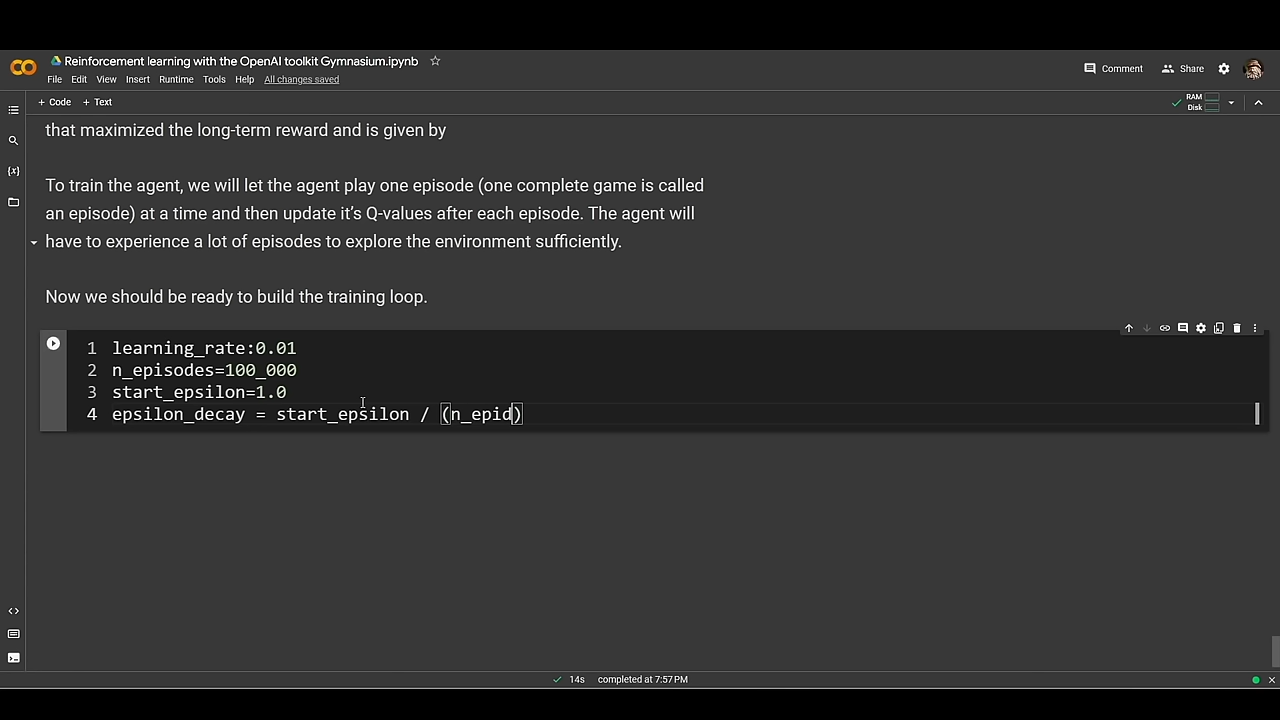 Reinforcement learning with the OpenAI toolkit Gymnasium.ipynb
File Edit View Insert Runtime Tools Help All changes saved
Comment
Share
+ Code + Text
RAM
Disk
that maximized the long-term reward and is given by
To train the agent, we will let the agent play one episode (one complete game is called
an episode) at a time and then update it’s Q-values after each episode. The agent will
have to experience a lot of episodes to explore the environment sufficiently.
Now we should be ready to build the training loop.
1 learning_rate:0.01
2 n_episodes=100_000
3 start_epsilon=1.0
4 epsilon_decay = start_epsilon / (n_epid)
14s completed at 7:57 PM